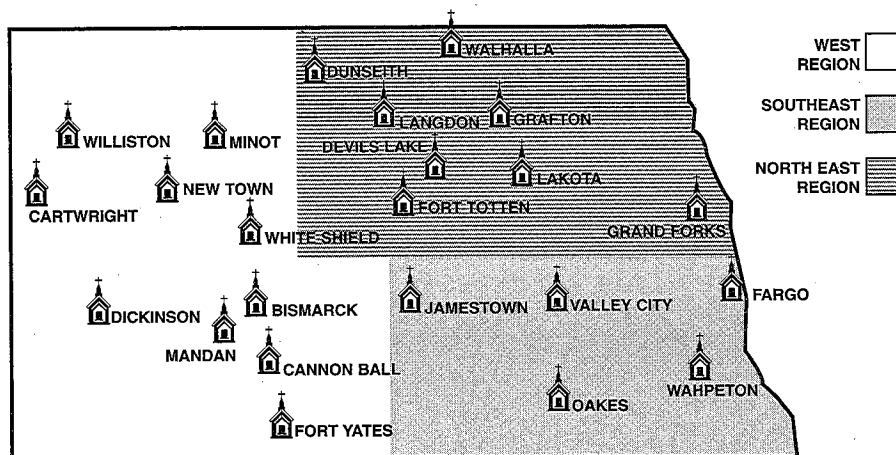 WALHALLA
DUNSEITH
WEST
REGION
LANGDON
GRAFTON
SOUTHEAST
REGION
WILLISTON
MINOT
DEVILS LAKE
LAKOTA
NORTH EAST
REGION
NEW TOWN
CARTWRIGHT
FORT TOTTEN
WHITE SHIELD
GRAND FORKS
DICKINSON
BISMARCK
JAMESTOWN
VALLEY CITY
FARGO
MANDAN
CANNON BALL
WAHPETON
OAKES
FORT YATES